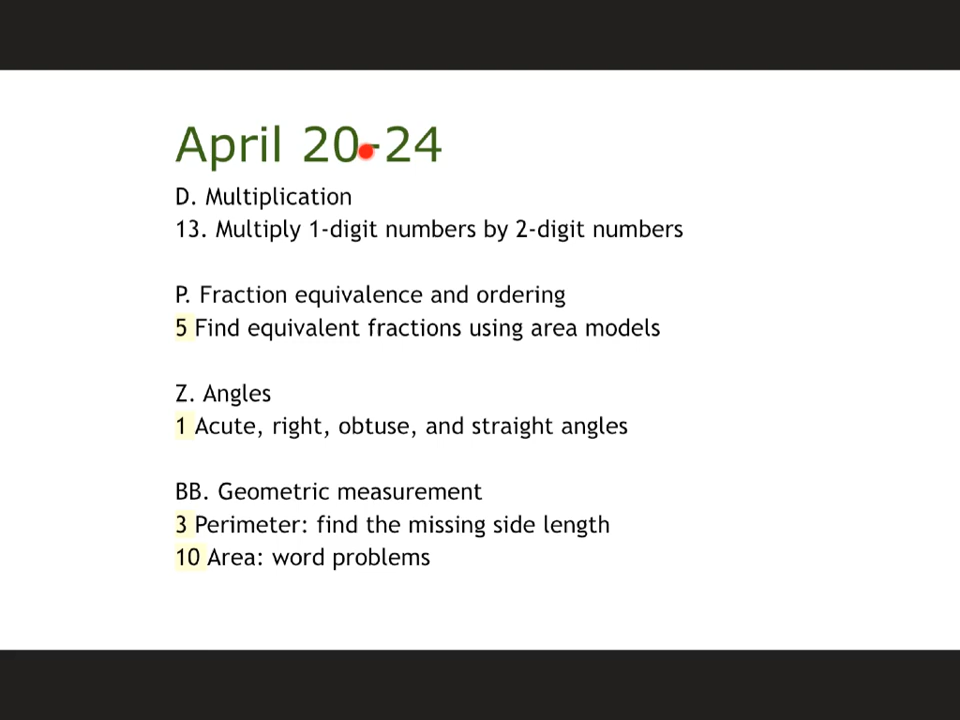 April 20-24
D. Multiplication
13. Multiply 1-digit numbers by 2-digit numbers
P. Fraction equivalence and ordering
5 Find equivalent fractions using area models
Z. Angles
1 Acute, right, obtuse, and straight angles
BB. Geometric measurement
3 Perimeter: find the missing side length
10 Area: word problems